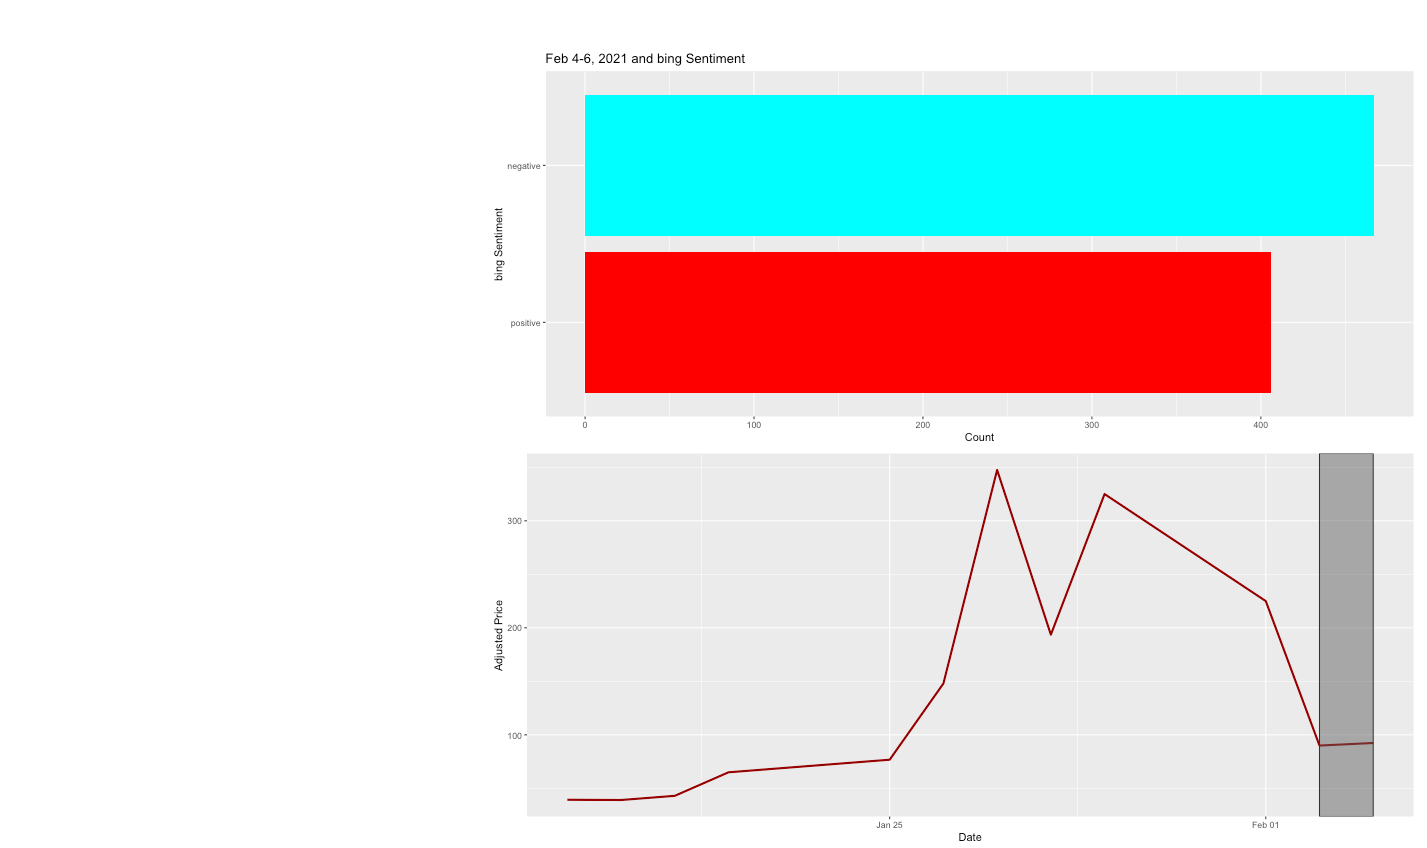 Feb 4-6, 2021 and bing Sentiment
bing Sentiment
negative
positive
0 100 200 300 400
Count
Adjusted Price
300
200
100
Jan 25 Feb 01
Date